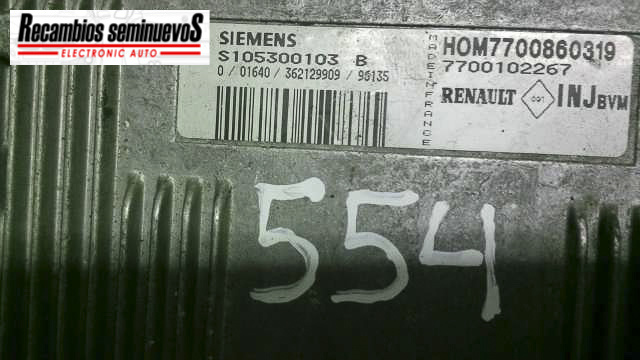 Recambios seminuevos
ELECTRONIC AUTO
SIEMENS
S105300103 B
0 / 01640 / 362129909 / 96135
MADE IN FRANCE
HOM7700860319
7700102267
RENAULT 001 INJ BVM
554